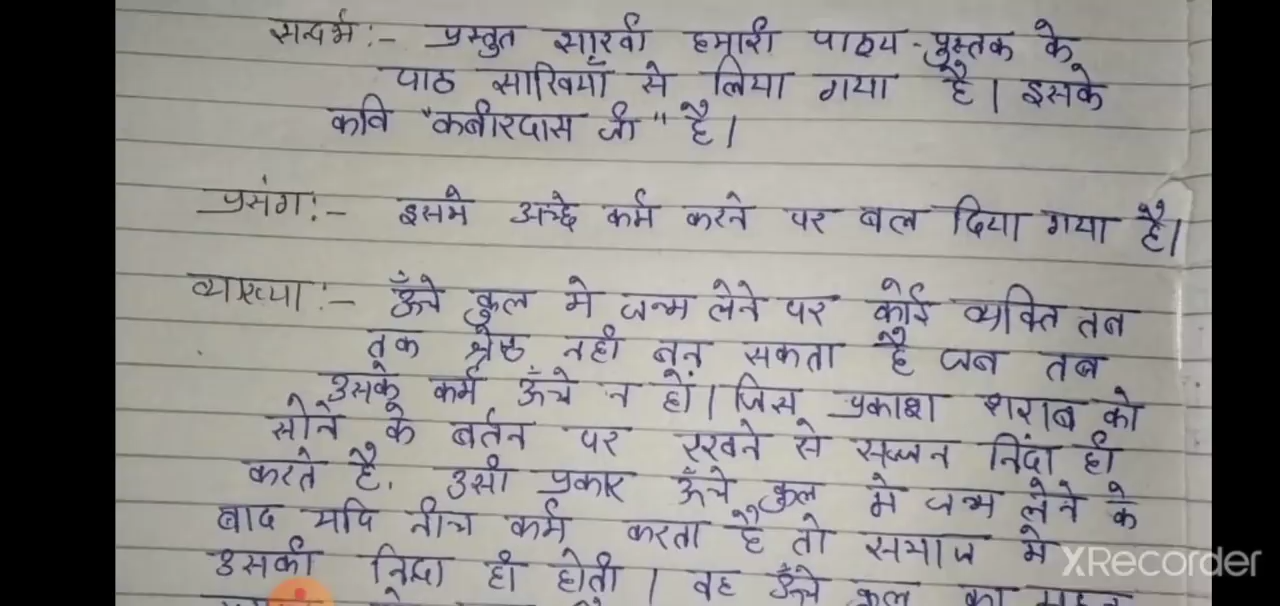 सन्दर्भ :- प्रस्तुत साखी हमारी पाठ्य-पुस्तक के
पाठ साखियाँ से लिया गया है। इसके
कवि "कबीरदास जी" है।
प्रसंग :- इसमे अच्छे कर्म करने पर बल दिया गया है।
व्याख्या :- ऊँचे कुल मे जन्म लेने पर कोई व्यक्ति तब
तक श्रेष्ठ नही बन सकता है जब तब
उसके कर्म ऊँचे न हों। जिस प्रकाश शराब को
सोने के बर्तन पर रखने से सज्जन निंदा ही
करते है. उसी प्रकार ऊँचे कुल मे जन्म लेने के
बाद यदि नीच कर्म करता है तो समाज मे
उसकी निंदा ही होती । वह ऊँचे कुल का
XRecorder